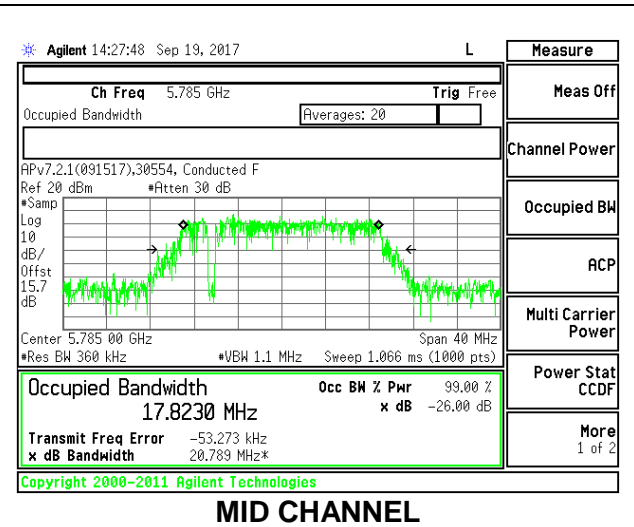 Agilent 14:27:48 Sep 19, 2017 L
Measure
Ch Freq 5.785 GHz Trig Free
Occupied Bandwidth Averages: 20
Meas Off
Channel Power
APv7.2.1(091517),30554, Conducted F
Ref 20 dBm #Atten 30 dB
#Samp
Log
10
dB/
Offst
15.7
dB
Occupied BW
ACP
Multi Carrier
Power
Center 5.785 00 GHz Span 40 MHz
#Res BW 360 kHz #VBW 1.1 MHz Sweep 1.066 ms (1000 pts)
Power Stat
CCDF
Occupied Bandwidth Occ BW % Pwr 99.00 %
17.8230 MHz x dB -26.00 dB
Transmit Freq Error -53.273 kHz
x dB Bandwidth 20.789 MHz*
More
1 of 2
Copyright 2000-2011 Agilent Technologies
MID CHANNEL